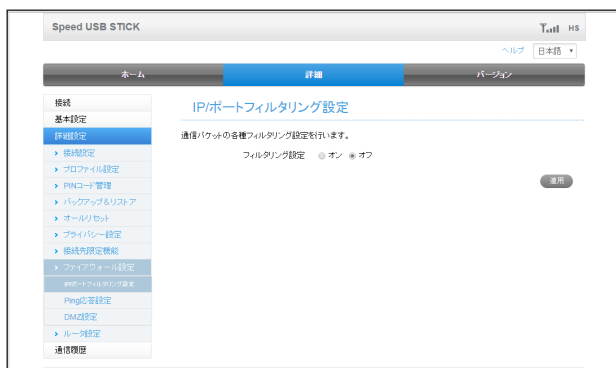 Speed USB STICK
HS
ヘルプ 日本語
ホーム 詳細 バージョン
接続
基本設定
詳細設定
接続設定
プロファイル設定
PINコード管理
バックアップ&リストア
オールリセット
プライバシー設定
接続先限定機能
ファイアウォール設定
IP/ポートフィルタリング設定
Ping応答設定
DMZ設定
ルータ設定
通信履歴
IP/ポートフィルタリング設定
通信パケットの各種フィルタリング設定を行います。
フィルタリング設定 オン オフ
適用